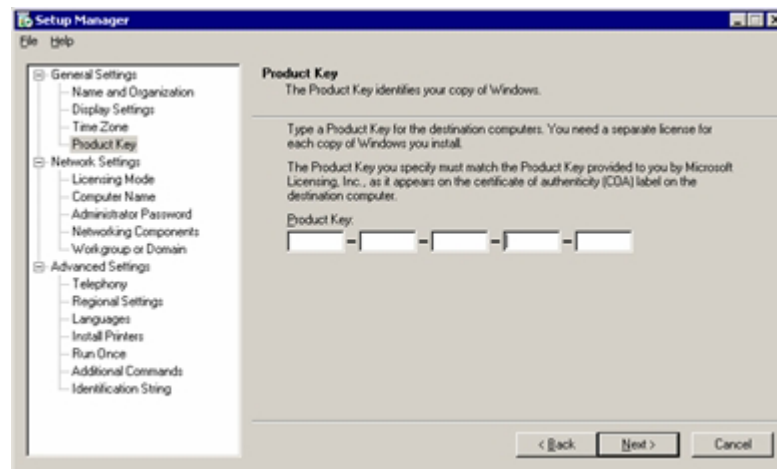 Setup Manager
File Help
General Settings
Name and Organization
Display Settings
Time Zone
Product Key
Network Settings
Licensing Mode
Computer Name
Administrator Password
Networking Components
Workgroup or Domain
Advanced Settings
Telephony
Regional Settings
Languages
Install Printers
Run Once
Additional Commands
Identification String
Product Key
The Product Key identifies your copy of Windows.
Type a Product Key for the destination computers. You need a separate license for
each copy of Windows you install.
The Product Key you specify must match the Product Key provided to you by Microsoft
Licensing, Inc., as it appears on the certificate of authenticity (COA) label on the
destination computer.
Product Key:
< Back Next > Cancel